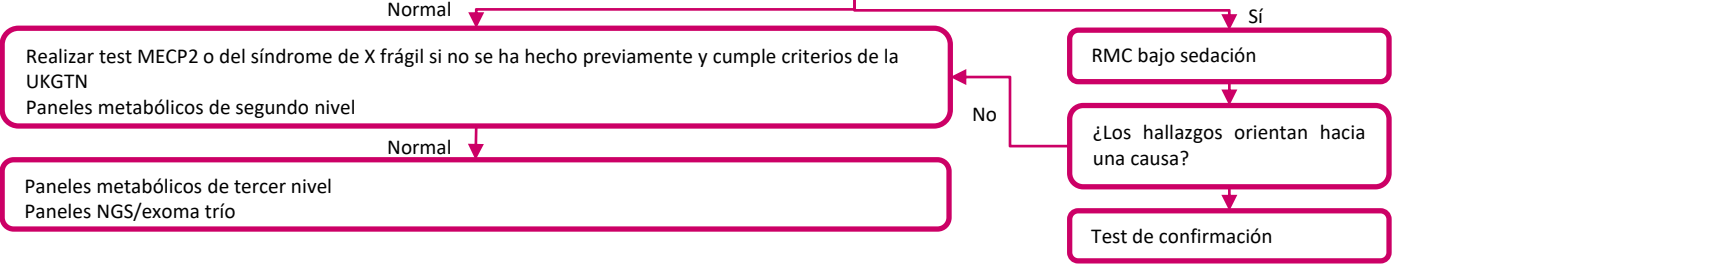 Normal
Sí
Realizar test MECP2 o del síndrome de X frágil si no se ha hecho previamente y cumple criterios de la
UKGTN
Paneles metabólicos de segundo nivel
RMC bajo sedación
No
¿Los hallazgos orientan hacia
una causa?
Normal
Paneles metabólicos de tercer nivel
Paneles NGS/exoma trío
Test de confirmación